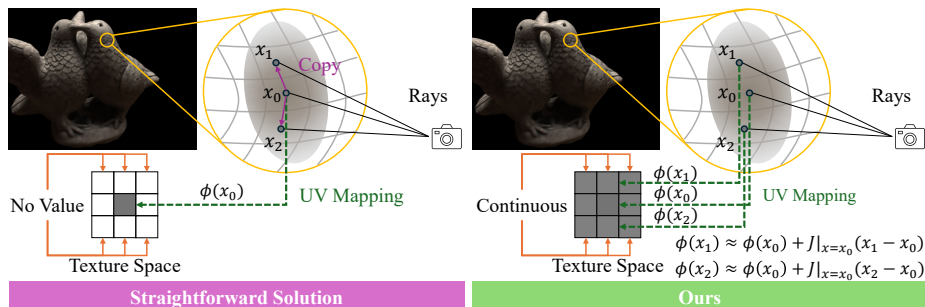 x₁
Copy
x₀
x₂
Rays
ϕ(x₀)
No Value
UV Mapping
Texture Space
Straightforward Solution
x₁
x₀
x₂
Rays
ϕ(x₁)
ϕ(x₀)
UV Mapping
Continuous
ϕ(x₂)
ϕ(x₁) ≈ ϕ(x₀) + J|ₓ₌ₓ₀(x₁ − x₀)
Texture Space
ϕ(x₂) ≈ ϕ(x₀) + J|ₓ₌ₓ₀(x₂ − x₀)
Ours